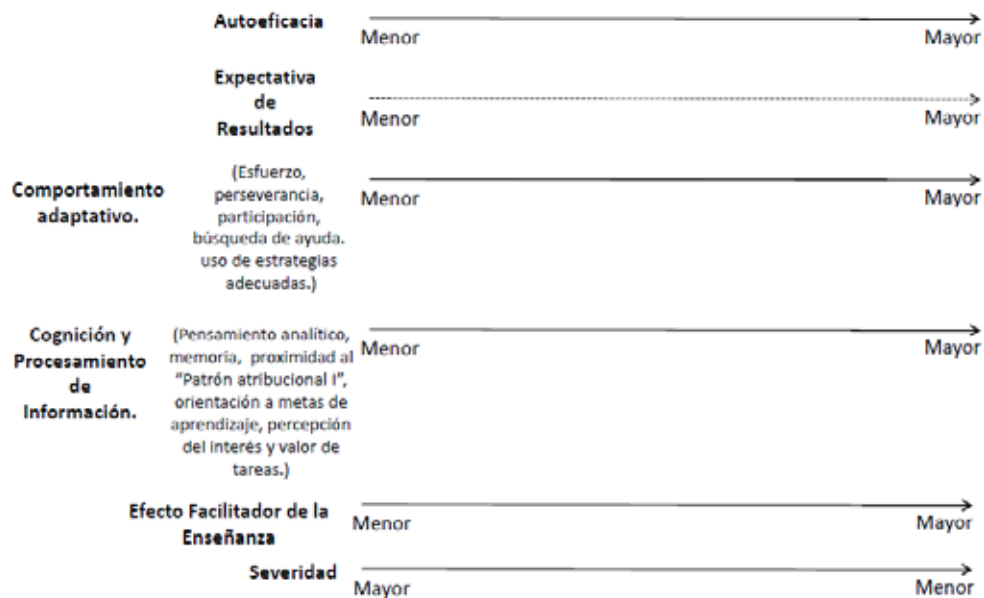 Autoeficacia
Menor Mayor
Expectativa
de
Resultados
Menor Mayor
Comportamiento
adaptativo.
(Esfuerzo,
perseverancia,
participación,
búsqueda de ayuda.
uso de estrategias
adecuadas.)
Menor Mayor
Cognición y
Procesamiento
de
Información.
(Pensamiento analítico,
memoria, proximidad al
"Patrón atribucional I",
orientación a metas de
aprendizaje, percepción
del interés y valor de
tareas.)
Menor Mayor
Efecto Facilitador de la
Enseñanza
Menor Mayor
Severidad
Mayor Menor